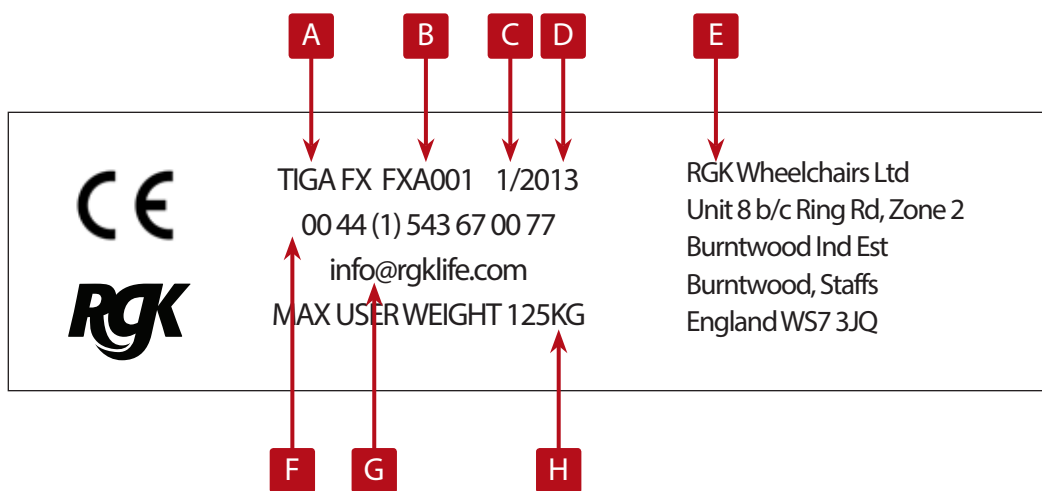 A B C D E
TIGA FX FXA001 1/2013
00 44 (1) 543 67 00 77
info@rgklife.com
MAX USER WEIGHT 125KG
CE
RGK
RGK Wheelchairs Ltd
Unit 8 b/c Ring Rd, Zone 2
Burntwood Ind Est
Burntwood, Staffs
England WS7 3JQ
F G H